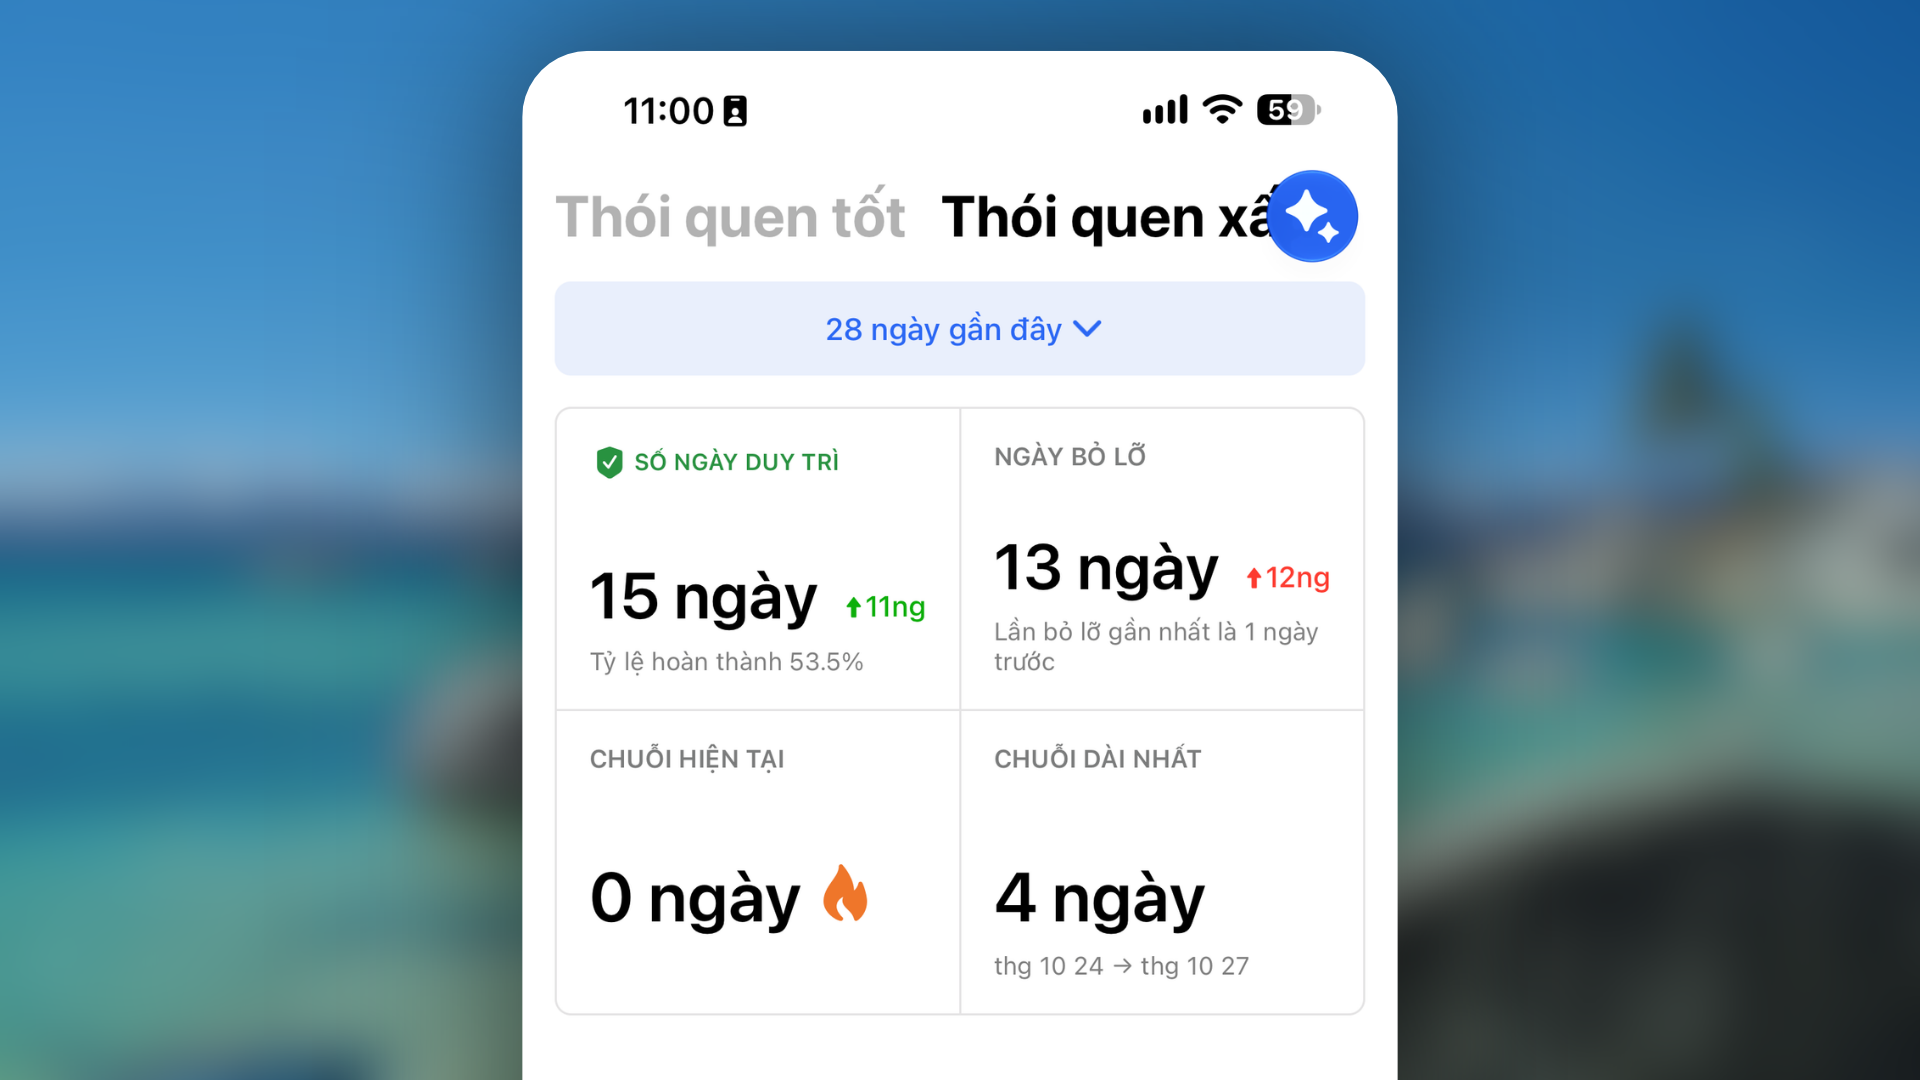 11:00
59
Thói quen tốt Thói quen xấ
28 ngày gần đây
SỐ NGÀY DUY TRÌ
15 ngày 11ng
Tỷ lệ hoàn thành 53.5%
NGÀY BỎ LỠ
13 ngày 12ng
Lần bỏ lỡ gần nhất là 1 ngày
trước
CHUỖI HIỆN TẠI
0 ngày
CHUỖI DÀI NHẤT
4 ngày
thg 10 24 → thg 10 27